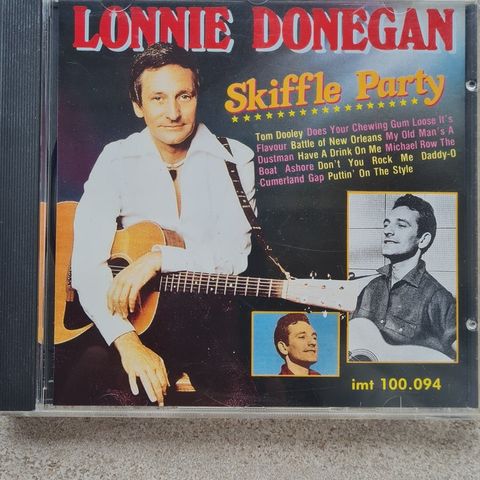 LONNIE DONEGAN
Skiffle Party
Tom Dooley Does Your Chewing Gum Loose It's
Flavour Battle of New Orleans My Old Man's A
Dustman Have A Drink On Me Michael Row The
Boat Ashore Don't You Rock Me Daddy-O
Cumerland Gap Puttin' On The Style
imt 100.094